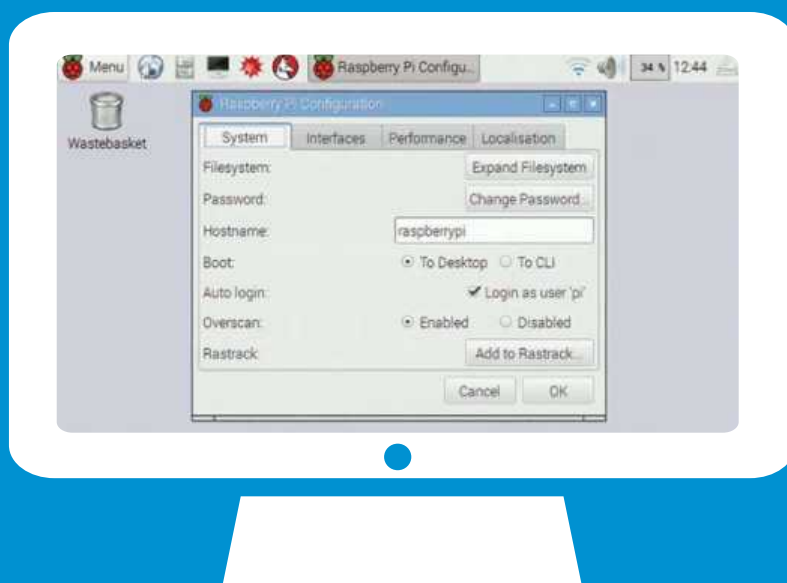 Menu Raspberry Pi Configu... 34 % 12:44
Wastebasket
Raspberry Pi Configuration
System Interfaces Performance Localisation
Filesystem: Expand Filesystem
Password: Change Password...
Hostname: raspberrypi
Boot: To Desktop To CLI
Auto login: Login as user 'pi'
Overscan: Enabled Disabled
Rastrack: Add to Rastrack...
Cancel OK